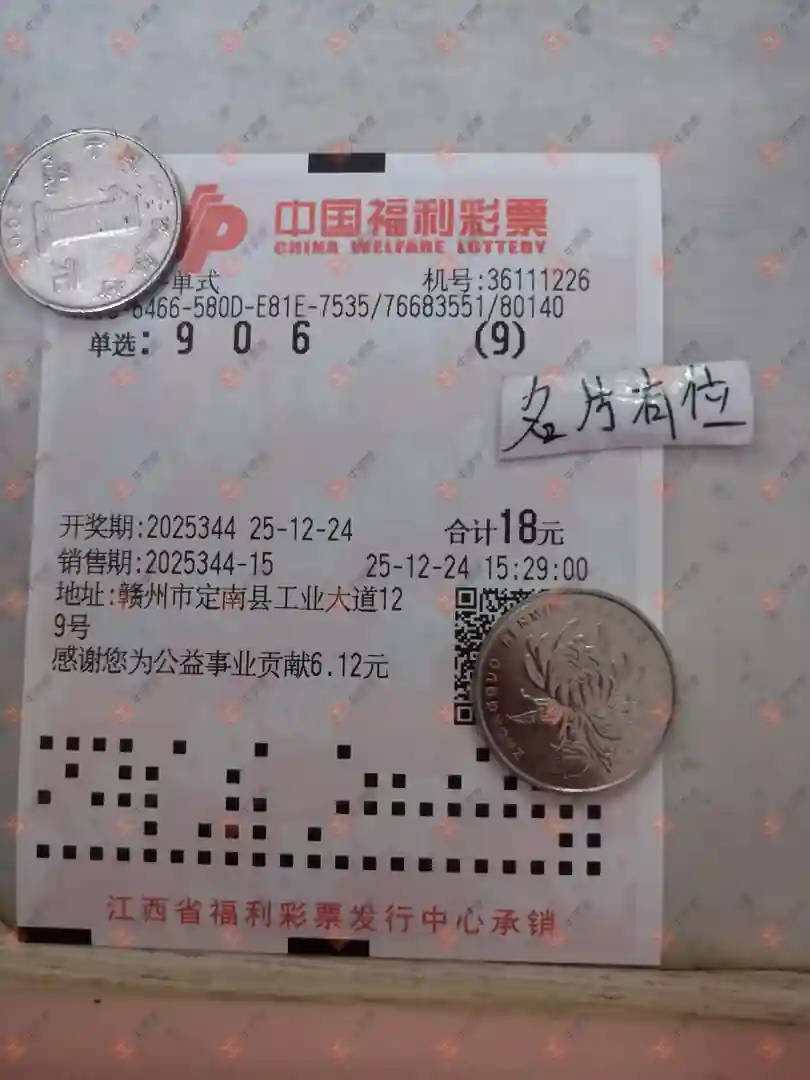 中国福利彩票
CHINA WELFARE LOTTERY
单式 机号:36111226
6466-580D-E81E-7535/76683551/80140
单选: 9 0 6 (9)
名片右位
开奖期:2025344 25-12-24 合计18元
销售期:2025344-15 25-12-24 15:29:00
地址:赣州市定南县工业大道12
9号
感谢您为公益事业贡献6.12元
江西省福利彩票发行中心承销